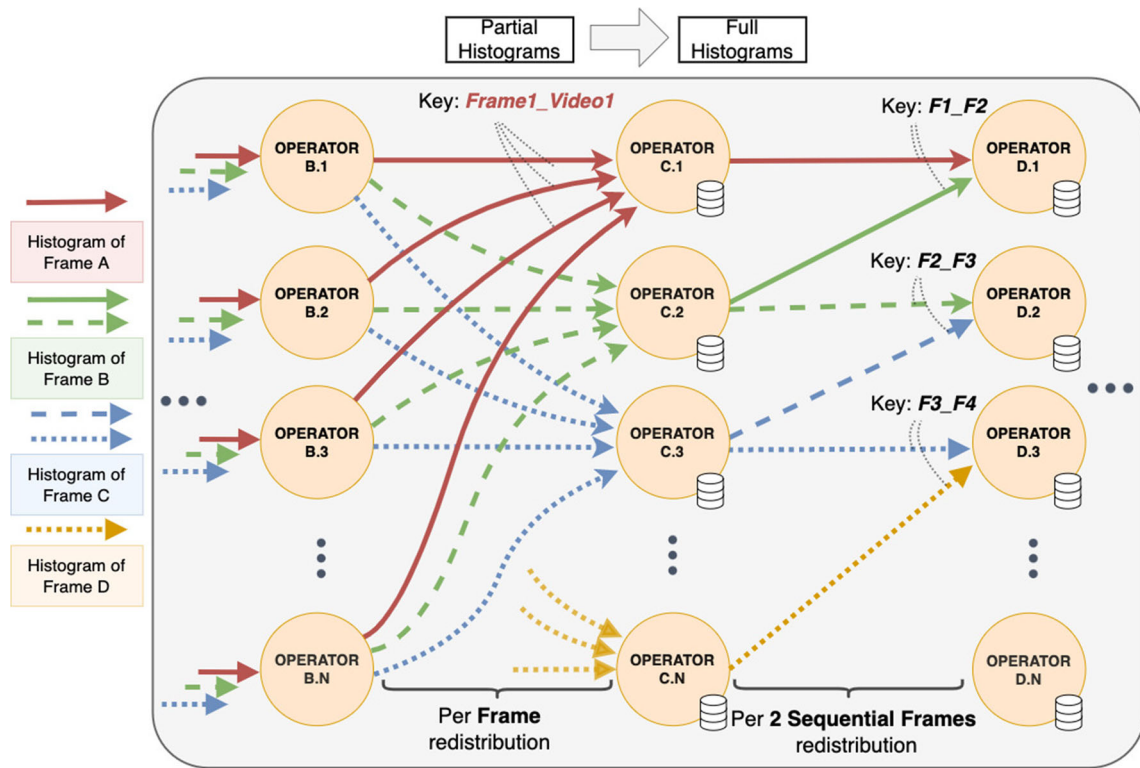 Partial
Histograms
Full
Histograms
Key: Frame1_Video1
Key: F1_F2
OPERATOR
B.1
OPERATOR
C.1
OPERATOR
D.1
Histogram of
Frame A
Key: F2_F3
OPERATOR
B.2
OPERATOR
C.2
OPERATOR
D.2
Histogram of
Frame B
Key: F3_F4
OPERATOR
B.3
OPERATOR
C.3
OPERATOR
D.3
Histogram of
Frame C
Histogram of
Frame D
OPERATOR
B.N
OPERATOR
C.N
OPERATOR
D.N
Per Frame
redistribution
Per 2 Sequential Frames
redistribution